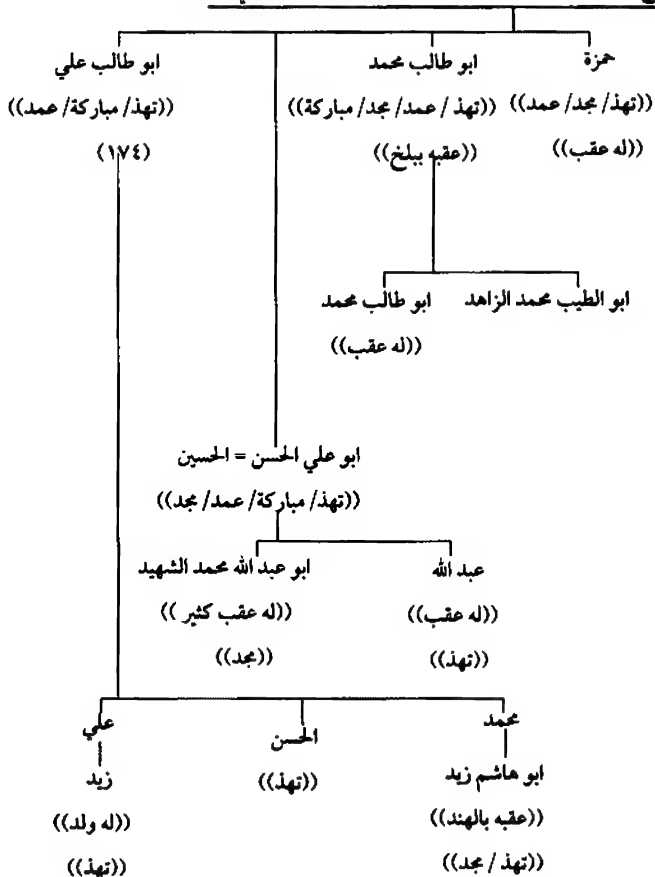 حمزة
((تهذ/ مجد/ عمد))
((له عقب))
ابو طالب محمد
((تهذ/ عمد/ مجد/ مباركة))
((عقبه ببلخ))
ابو طالب علي
((تهذ/ مباركة/ عمد))
(١٧٤)
ابو الطيب محمد الزاهد
ابو طالب محمد
((له عقب))
ابو علي الحسن = الحسين
((تهذ/ مباركة/ عمد/ مجد))
عبد الله
((له عقب))
((تهذ))
ابو عبد الله محمد الشهيد
((له عقب كثير ))
((مجد))
محمد
ابو هاشم زيد
((عقبه بالهند))
((تهذ / مجد))
الحسن
((تهذ))
علي
زيد
((له ولد))
((تهذ))